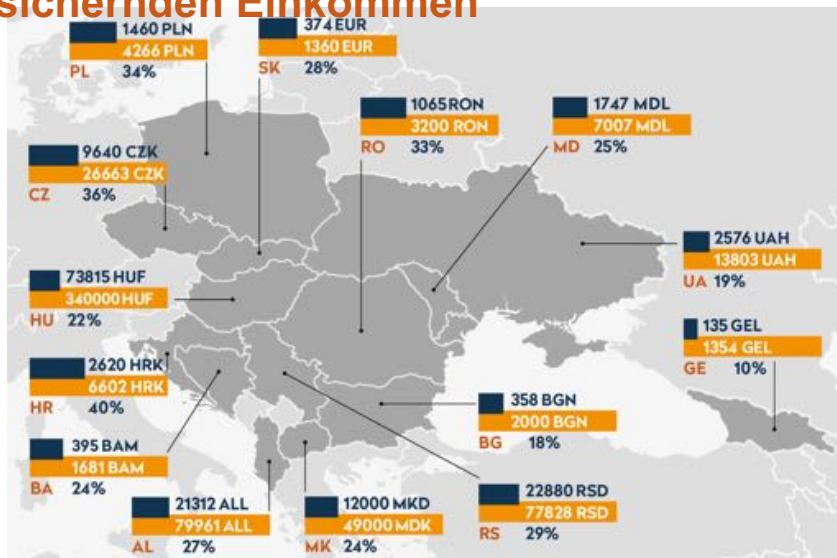 sichernden Einkommen
1460 PLN
4266 PLN
PL 34%
374 EUR
1360 EUR
SK 28%
1065 RON
3200 RON
RO 33%
1747 MDL
7007 MDL
MD 25%
9640 CZK
26663 CZK
CZ 36%
2576 UAH
13803 UAH
UA 19%
73815 HUF
340000 HUF
HU 22%
135 GEL
1354 GEL
GE 10%
2620 HRK
6602 HRK
HR 40%
358 BGN
2000 BGN
BG 18%
395 BAM
1681 BAM
BA 24%
21312 ALL
79961 ALL
AL 27%
12000 MKD
49000 MDK
MK 24%
22880 RSD
77828 RSD
RS 29%